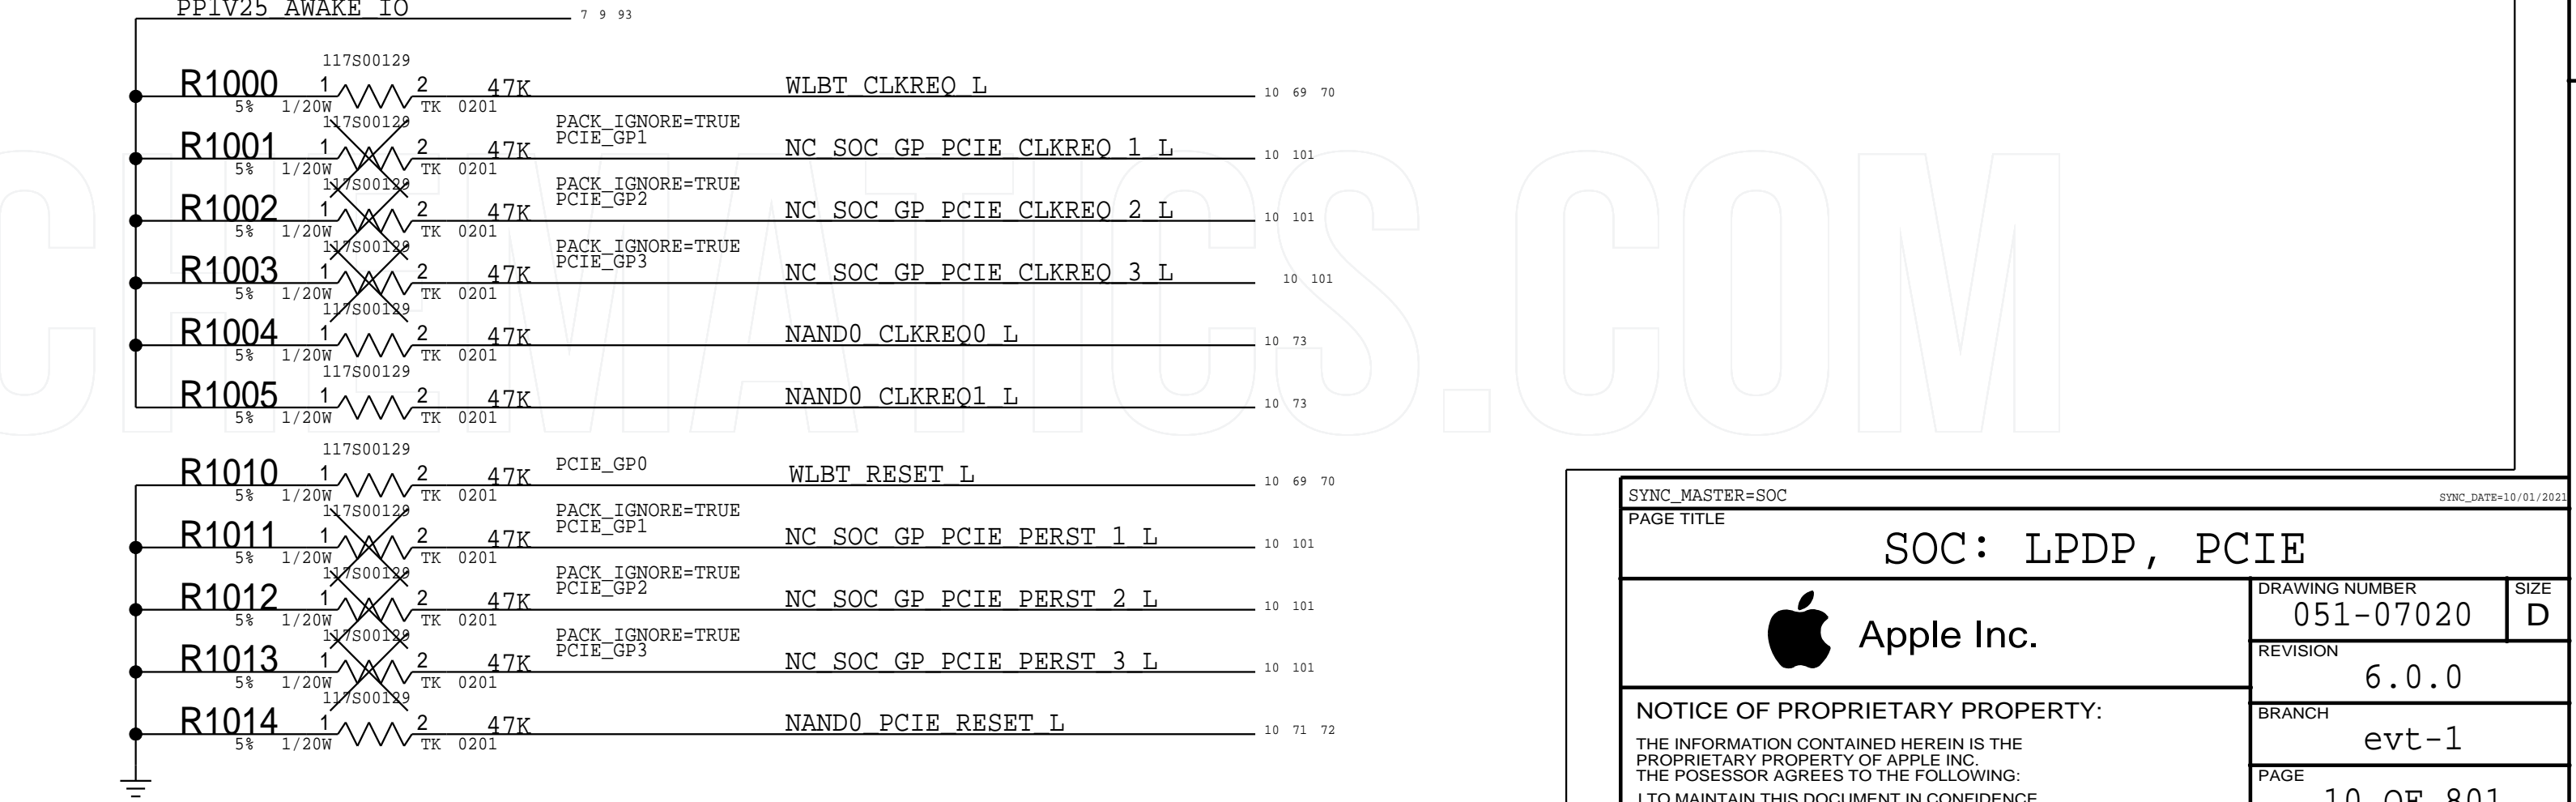 PP1V25_AWAKE_IO 7 9 93
117S00129
R1000 1 2 47K WLBT_CLKREQ_L 10 69 70
5% 1/20W TK 0201
117S00129 PACK_IGNORE=TRUE
PCIE_GP1
R1001 1 2 47K NC_SOC_GP_PCIE_CLKREQ_1_L 10 101
5% 1/20W TK 0201
117S00129 PACK_IGNORE=TRUE
PCIE_GP2
R1002 1 2 47K NC_SOC_GP_PCIE_CLKREQ_2_L 10 101
5% 1/20W TK 0201
117S00129 PACK_IGNORE=TRUE
PCIE_GP3
R1003 1 2 47K NC_SOC_GP_PCIE_CLKREQ_3_L 10 101
5% 1/20W TK 0201
117S00129
R1004 1 2 47K NAND0_CLKREQ0_L 10 73
5% 1/20W TK 0201
117S00129
R1005 1 2 47K NAND0_CLKREQ1_L 10 73
5% 1/20W TK 0201
117S00129
R1010 1 2 47K PCIE_GP0 WLBT_RESET_L 10 69 70
5% 1/20W TK 0201
117S00129 PACK_IGNORE=TRUE
PCIE_GP1
R1011 1 2 47K NC_SOC_GP_PCIE_PERST_1_L 10 101
5% 1/20W TK 0201
117S00129 PACK_IGNORE=TRUE
PCIE_GP2
R1012 1 2 47K NC_SOC_GP_PCIE_PERST_2_L 10 101
5% 1/20W TK 0201
117S00129 PACK_IGNORE=TRUE
PCIE_GP3
R1013 1 2 47K NC_SOC_GP_PCIE_PERST_3_L 10 101
5% 1/20W TK 0201
117S00129
R1014 1 2 47K NAND0_PCIE_RESET_L 10 71 72
5% 1/20W TK 0201
CHEMATICS.COM
SYNC_MASTER=SOC SYNC_DATE=10/01/2021
PAGE TITLE
SOC: LPDP, PCIE
Apple Inc.
DRAWING NUMBER
051-07020
SIZE
D
REVISION
6.0.0
BRANCH
evt-1
PAGE
10 OF 801
NOTICE OF PROPRIETARY PROPERTY:
THE INFORMATION CONTAINED HEREIN IS THE
PROPRIETARY PROPERTY OF APPLE INC.
THE POSESSOR AGREES TO THE FOLLOWING:
I TO MAINTAIN THIS DOCUMENT IN CONFIDENCE